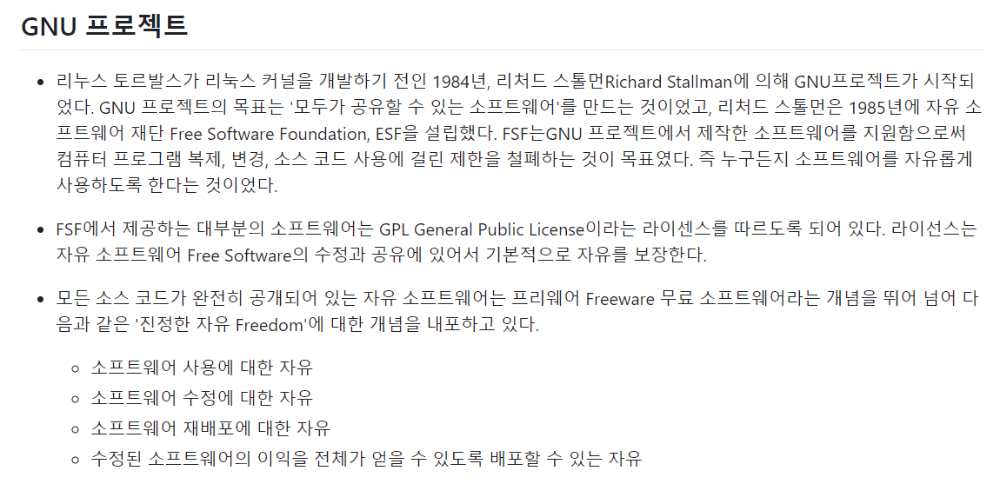 GNU 프로젝트
리누스 토르발스가 리눅스 커널을 개발하기 전인 1984년, 리처드 스톨먼Richard Stallman에 의해 GNU프로젝트가 시작되
었다. GNU 프로젝트의 목표는 '모두가 공유할 수 있는 소프트웨어'를 만드는 것이었고, 리처드 스톨먼은 1985년에 자유 소
프트웨어 재단 Free Software Foundation, ESF을 설립했다. FSF는GNU 프로젝트에서 제작한 소프트웨어를 지원함으로써
컴퓨터 프로그램 복제, 변경, 소스 코드 사용에 걸린 제한을 철폐하는 것이 목표였다. 즉 누구든지 소프트웨어를 자유롭게
사용하도록 한다는 것이었다.
FSF에서 제공하는 대부분의 소프트웨어는 GPL General Public License이라는 라이센스를 따르도록 되어 있다. 라이선스는
자유 소프트웨어 Free Software의 수정과 공유에 있어서 기본적으로 자유를 보장한다.
모든 소스 코드가 완전히 공개되어 있는 자유 소프트웨어는 프리웨어 Freeware 무료 소프트웨어라는 개념을 뛰어 넘어 다
음과 같은 '진정한 자유 Freedom'에 대한 개념을 내포하고 있다.
소프트웨어 사용에 대한 자유
소프트웨어 수정에 대한 자유
소프트웨어 재배포에 대한 자유
수정된 소프트웨어의 이익을 전체가 얻을 수 있도록 배포할 수 있는 자유